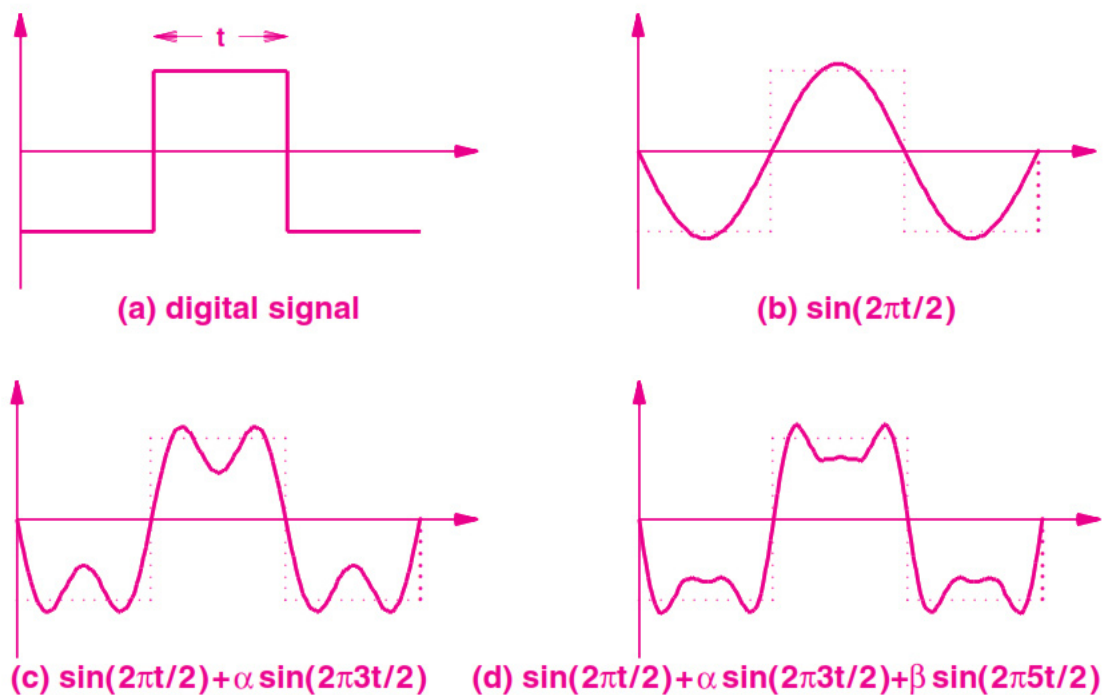 t
(a) digital signal
(b) sin(2πt/2)
(c) sin(2πt/2)+α sin(2π3t/2)
(d) sin(2πt/2)+α sin(2π3t/2)+β sin(2π5t/2)